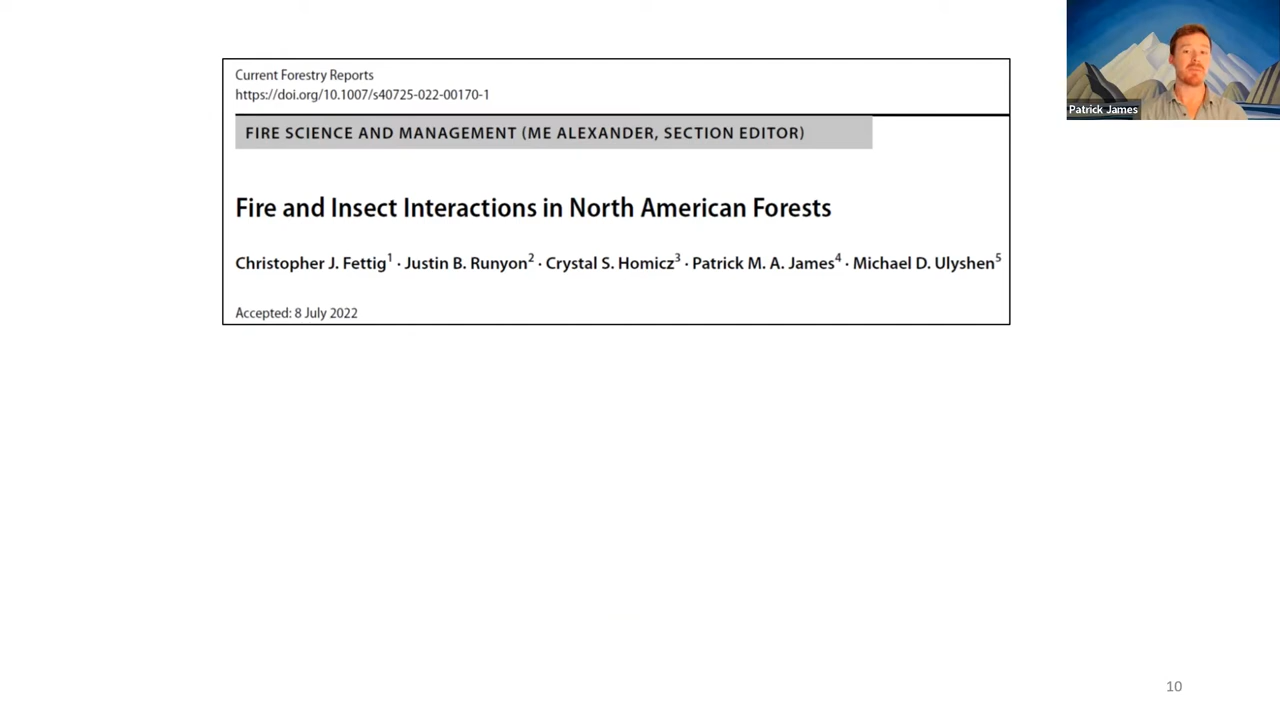 Current Forestry Reports
https://doi.org/10.1007/s40725-022-00170-1
FIRE SCIENCE AND MANAGEMENT (ME ALEXANDER, SECTION EDITOR)
Fire and Insect Interactions in North American Forests
Christopher J. Fettig1 · Justin B. Runyon2 · Crystal S. Homicz3 · Patrick M. A. James4 · Michael D. Ulyshen5
Accepted: 8 July 2022
Patrick James
10